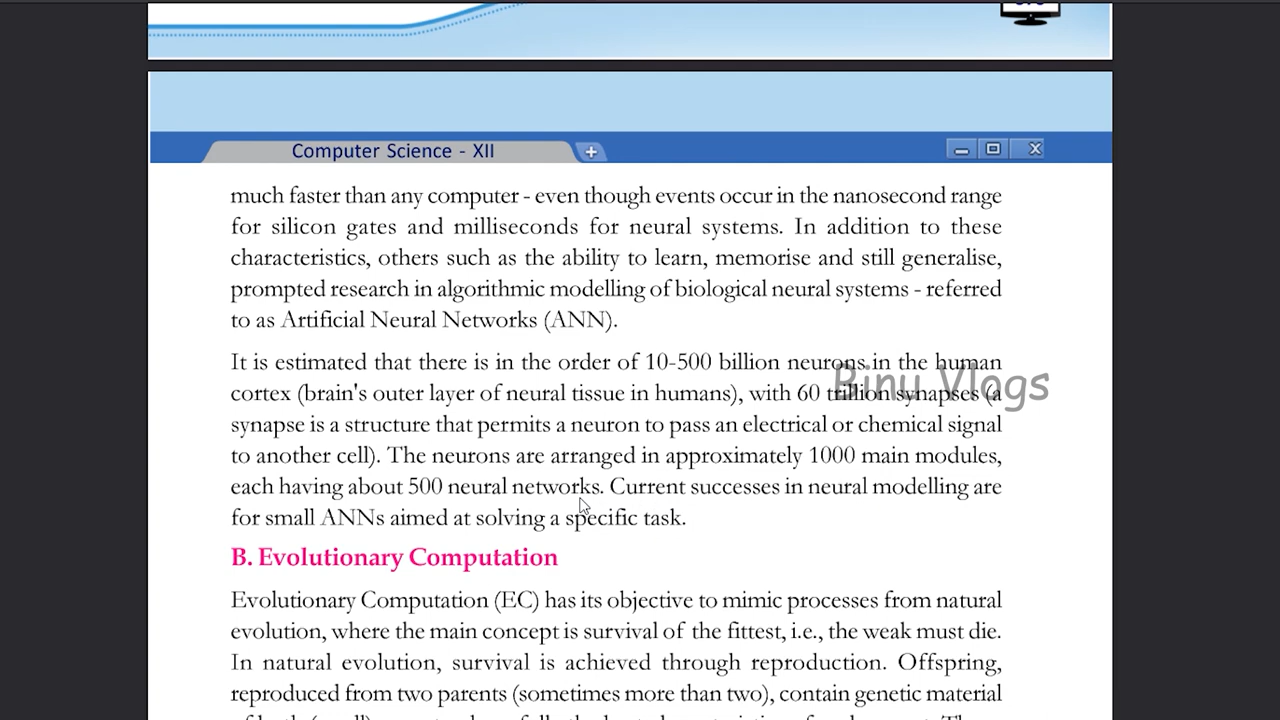 Computer Science - XII
much faster than any computer - even though events occur in the nanosecond range
for silicon gates and milliseconds for neural systems. In addition to these
characteristics, others such as the ability to learn, memorise and still generalise,
prompted research in algorithmic modelling of biological neural systems - referred
to as Artificial Neural Networks (ANN).
It is estimated that there is in the order of 10-500 billion neurons in the human
cortex (brain's outer layer of neural tissue in humans), with 60 trillion synapses (a
synapse is a structure that permits a neuron to pass an electrical or chemical signal
to another cell). The neurons are arranged in approximately 1000 main modules,
each having about 500 neural networks. Current successes in neural modelling are
for small ANNs aimed at solving a specific task.
Binu Vlogs
B. Evolutionary Computation
Evolutionary Computation (EC) has its objective to mimic processes from natural
evolution, where the main concept is survival of the fittest, i.e., the weak must die.
In natural evolution, survival is achieved through reproduction. Offspring,
reproduced from two parents (sometimes more than two), contain genetic material